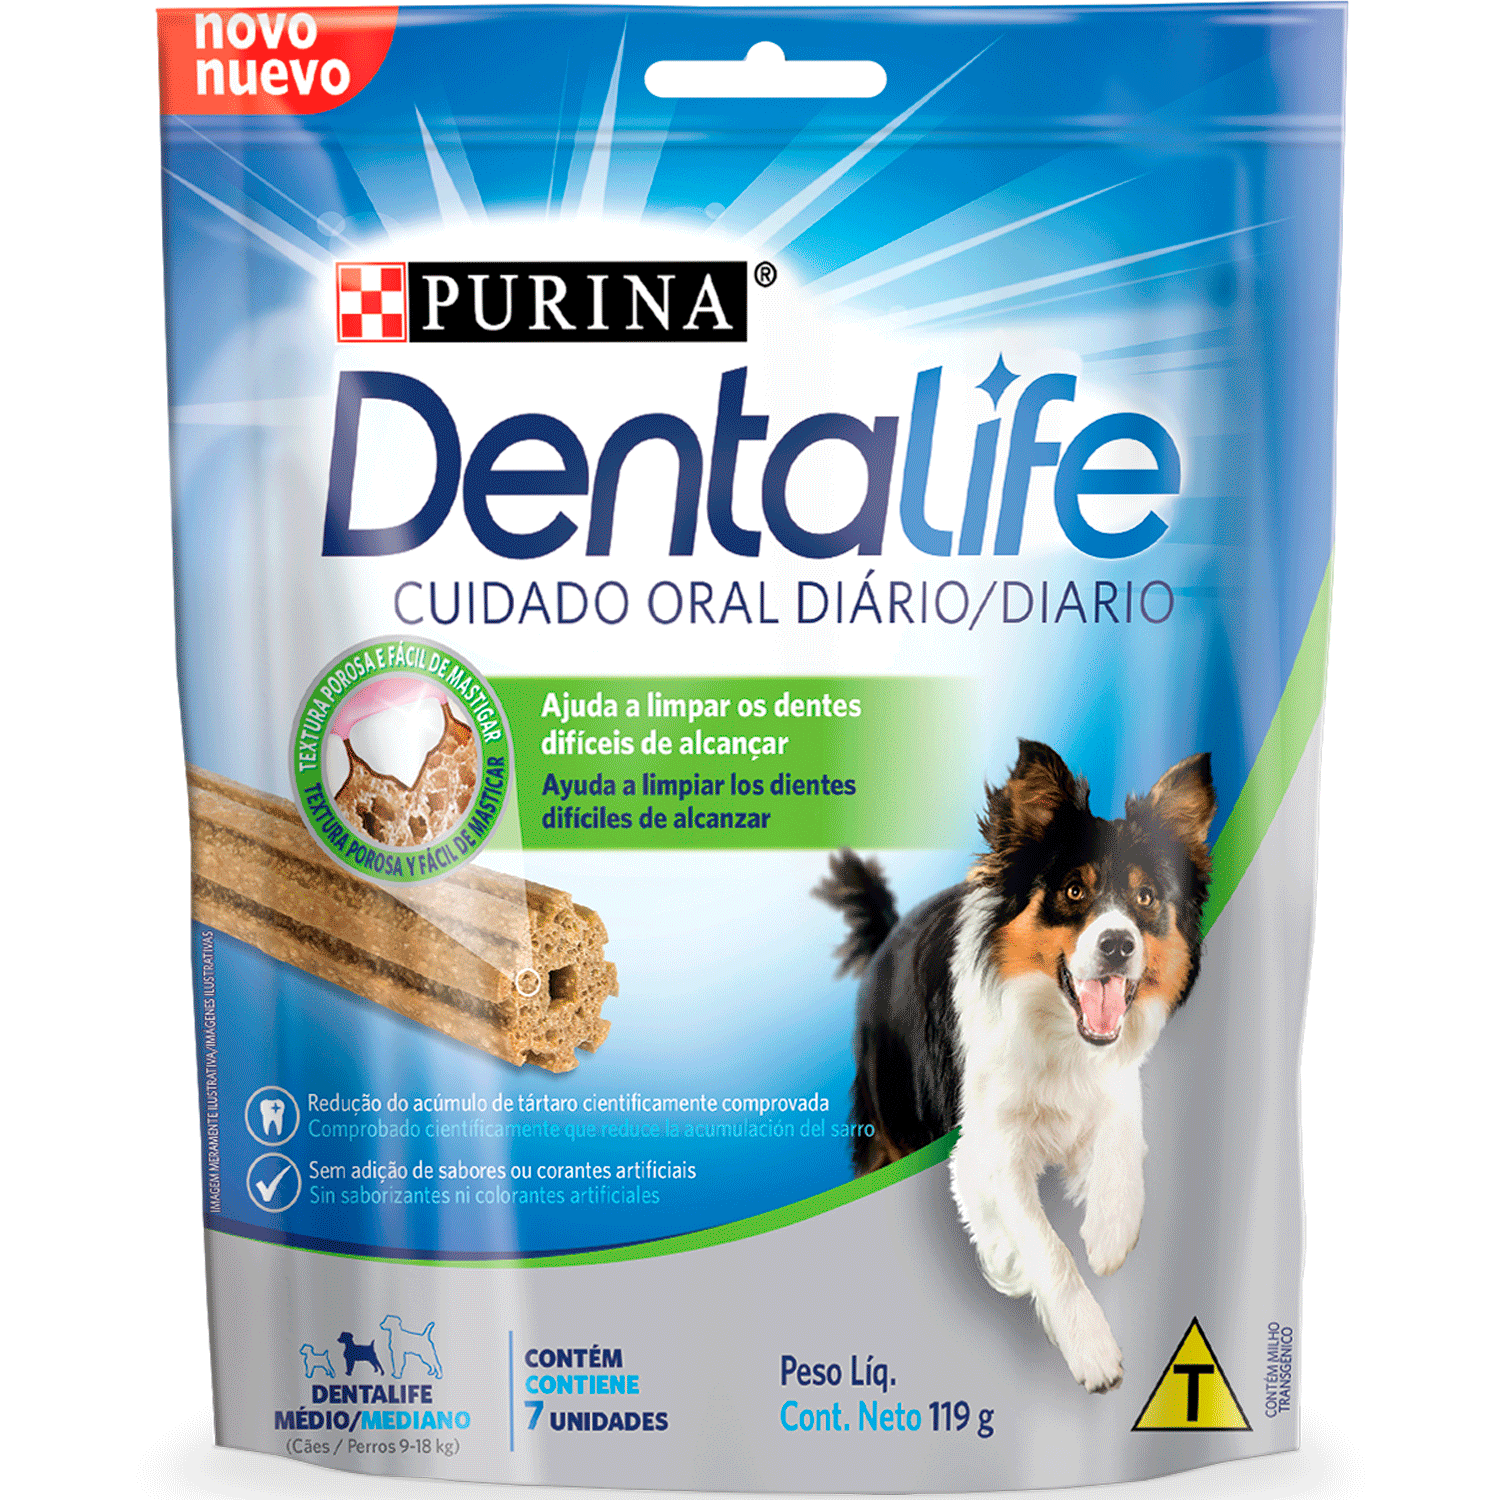 novo
nuevo
PURINA®
DentaLife
CUIDADO ORAL DIÁRIO/DIARIO
TEXTURA POROSA E FÁCIL DE MASTIGAR
TEXTURA POROSA Y FÁCIL DE MASTICAR
Ajuda a limpar os dentes
difíceis de alcançar
Ayuda a limpiar los dientes
difíciles de alcanzar
IMAGEM MERAMENTE ILUSTRATIVA/IMÁGENES ILUSTRATIVAS
Redução do acúmulo de tártaro cientificamente comprovada
Comprobado científicamente que reduce la acumulación del sarro
Sem adição de sabores ou corantes artificiais
Sin saborizantes ni colorantes artificiales
DENTALIFE
MÉDIO/MEDIANO
(Cães / Perros 9-18 kg)
CONTÉM
CONTIENE
7 UNIDADES
Peso Líq.
Cont. Neto 119 g
T
CONTÉM MILHO
TRANSGÊNICO